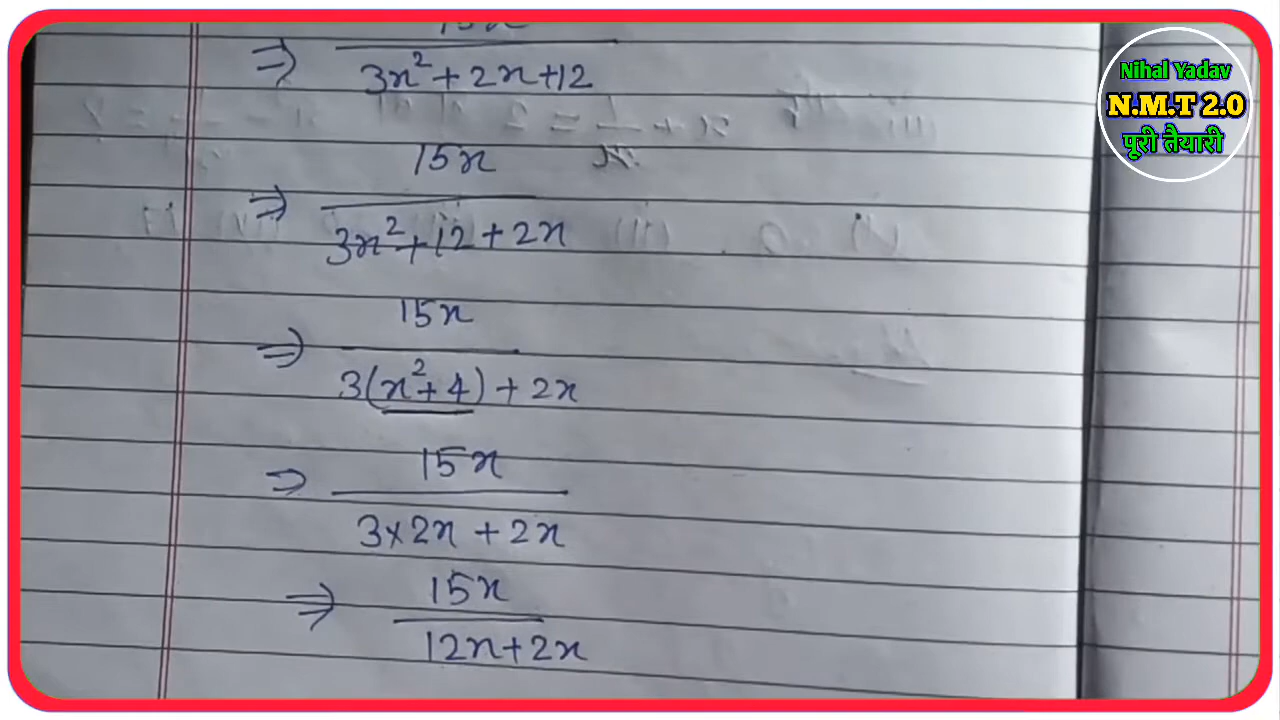 ⇒ 15x / 3x² + 2x + 12
⇒ 15x / 3x² + 12 + 2x
⇒ 15x / 3(x² + 4) + 2x
⇒ 15x / 3×2x + 2x
⇒ 15x / 12x + 2x
Nihal Yadav
N.M.T 2.0
पूरी तैयारी